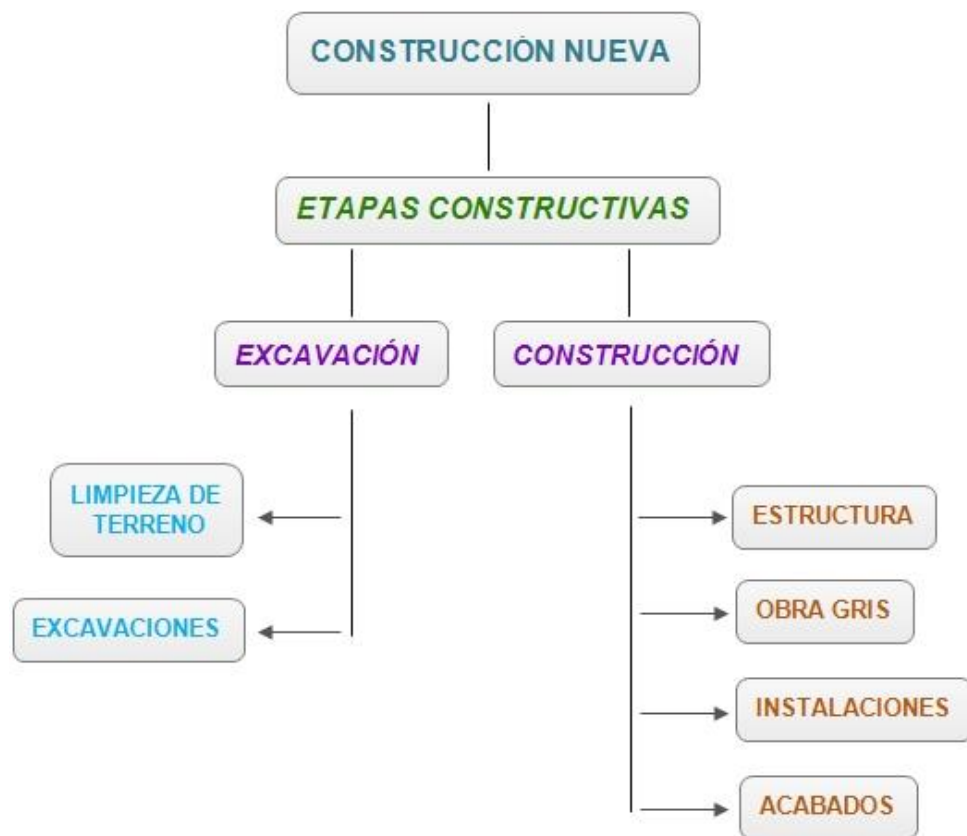 CONSTRUCCIÓN NUEVA
ETAPAS CONSTRUCTIVAS
EXCAVACIÓN
CONSTRUCCIÓN
LIMPIEZA DE
TERRENO
EXCAVACIONES
ESTRUCTURA
OBRA GRIS
INSTALACIONES
ACABADOS